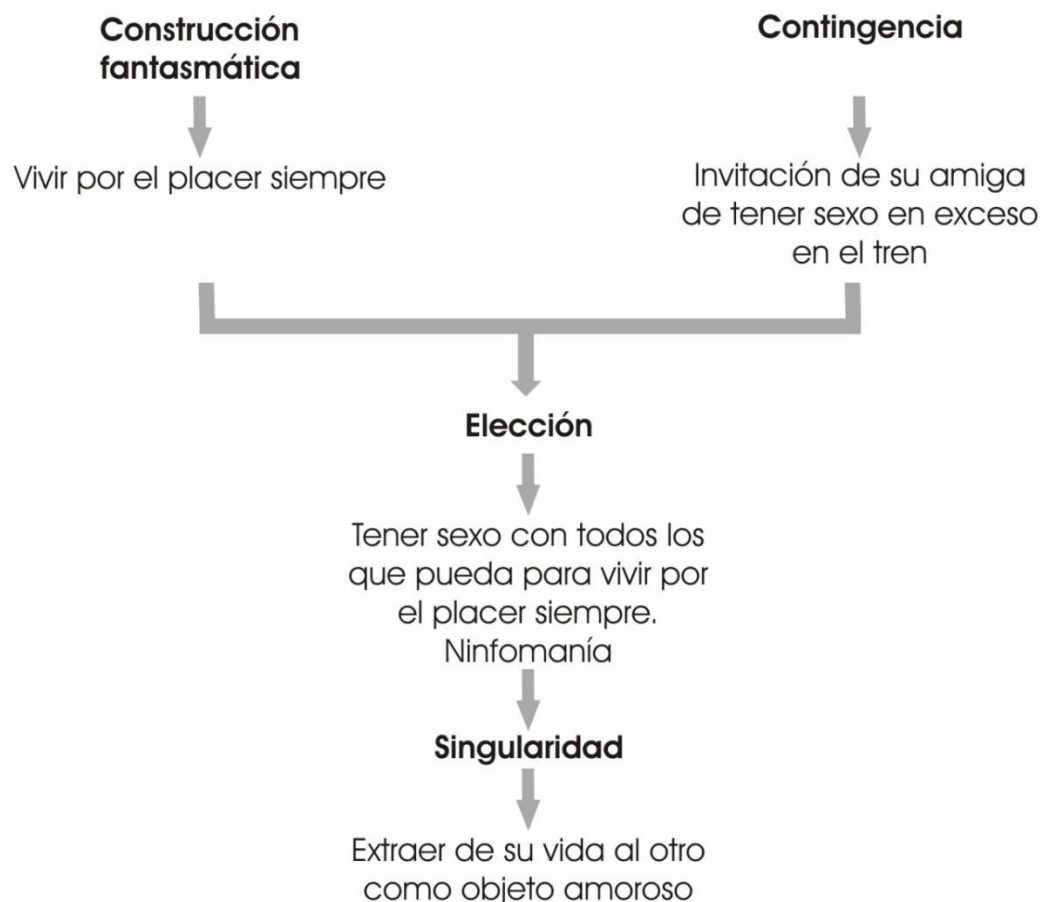 Construcción
fantasmática
Vivir por el placer siempre
Contingencia
Invitación de su amiga
de tener sexo en exceso
en el tren
Elección
Tener sexo con todos los
que pueda para vivir por
el placer siempre.
Ninfomanía
Singularidad
Extraer de su vida al otro
como objeto amoroso